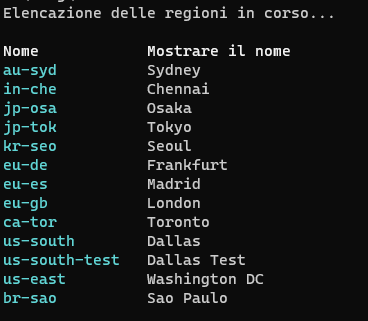 Elencazione delle regioni in corso...
Nome Mostrare il nome
au-syd Sydney
in-che Chennai
jp-osa Osaka
jp-tok Tokyo
kr-seo Seoul
eu-de Frankfurt
eu-es Madrid
eu-gb London
ca-tor Toronto
us-south Dallas
us-south-test Dallas Test
us-east Washington DC
br-sao Sao Paulo